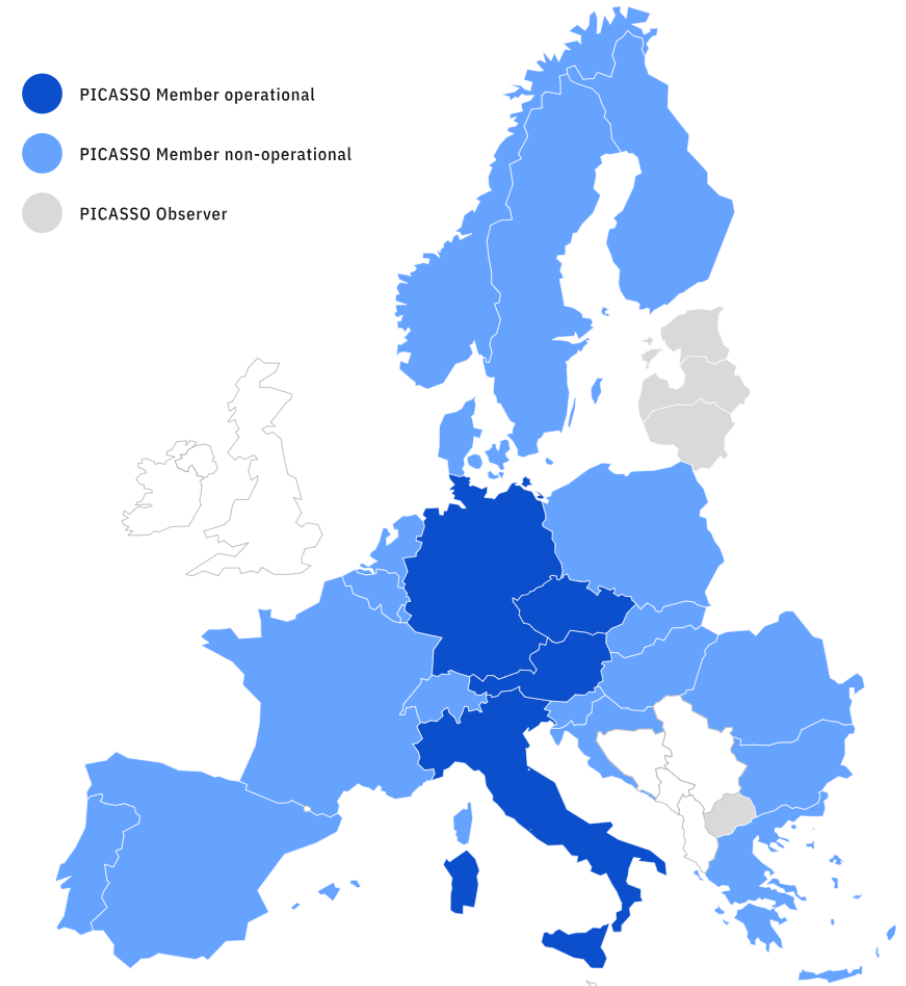 PICASSO Member operational
PICASSO Member non-operational
PICASSO Observer